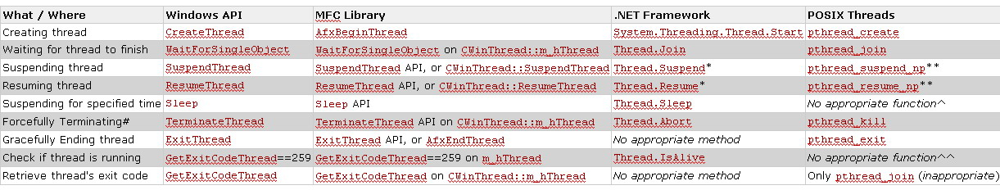 What / Where Windows API MFC Library .NET Framework POSIX Threads
Creating thread CreateThread AfxBeginThread System.Threading.Thread.Start pthread_create
Waiting for thread to finish WaitForSingleObject WaitForSingleObject on CWinThread::m_hThread Thread.Join pthread_join
Suspending thread SuspendThread SuspendThread API, or CWinThread::SuspendThread Thread.Suspend* pthread_suspend_np**
Resuming thread ResumeThread ResumeThread API, or CWinThread::ResumeThread Thread.Resume* pthread_resume_np**
Suspending for specified time Sleep Sleep API Thread.Sleep No appropriate function^
Forcefully Terminating# TerminateThread TerminateThread API on CWinThread::m_hThread Thread.Abort pthread_kill
Gracefully Ending thread ExitThread ExitThread API, or AfxEndThread No appropriate method pthread_exit
Check if thread is running GetExitCodeThread==259 GetExitCodeThread==259 on m_hThread Thread.IsAlive No appropriate function^^
Retrieve thread's exit code GetExitCodeThread GetExitCodeThread on CWinThread::m_hThread No appropriate method Only pthread_join (inappropriate)